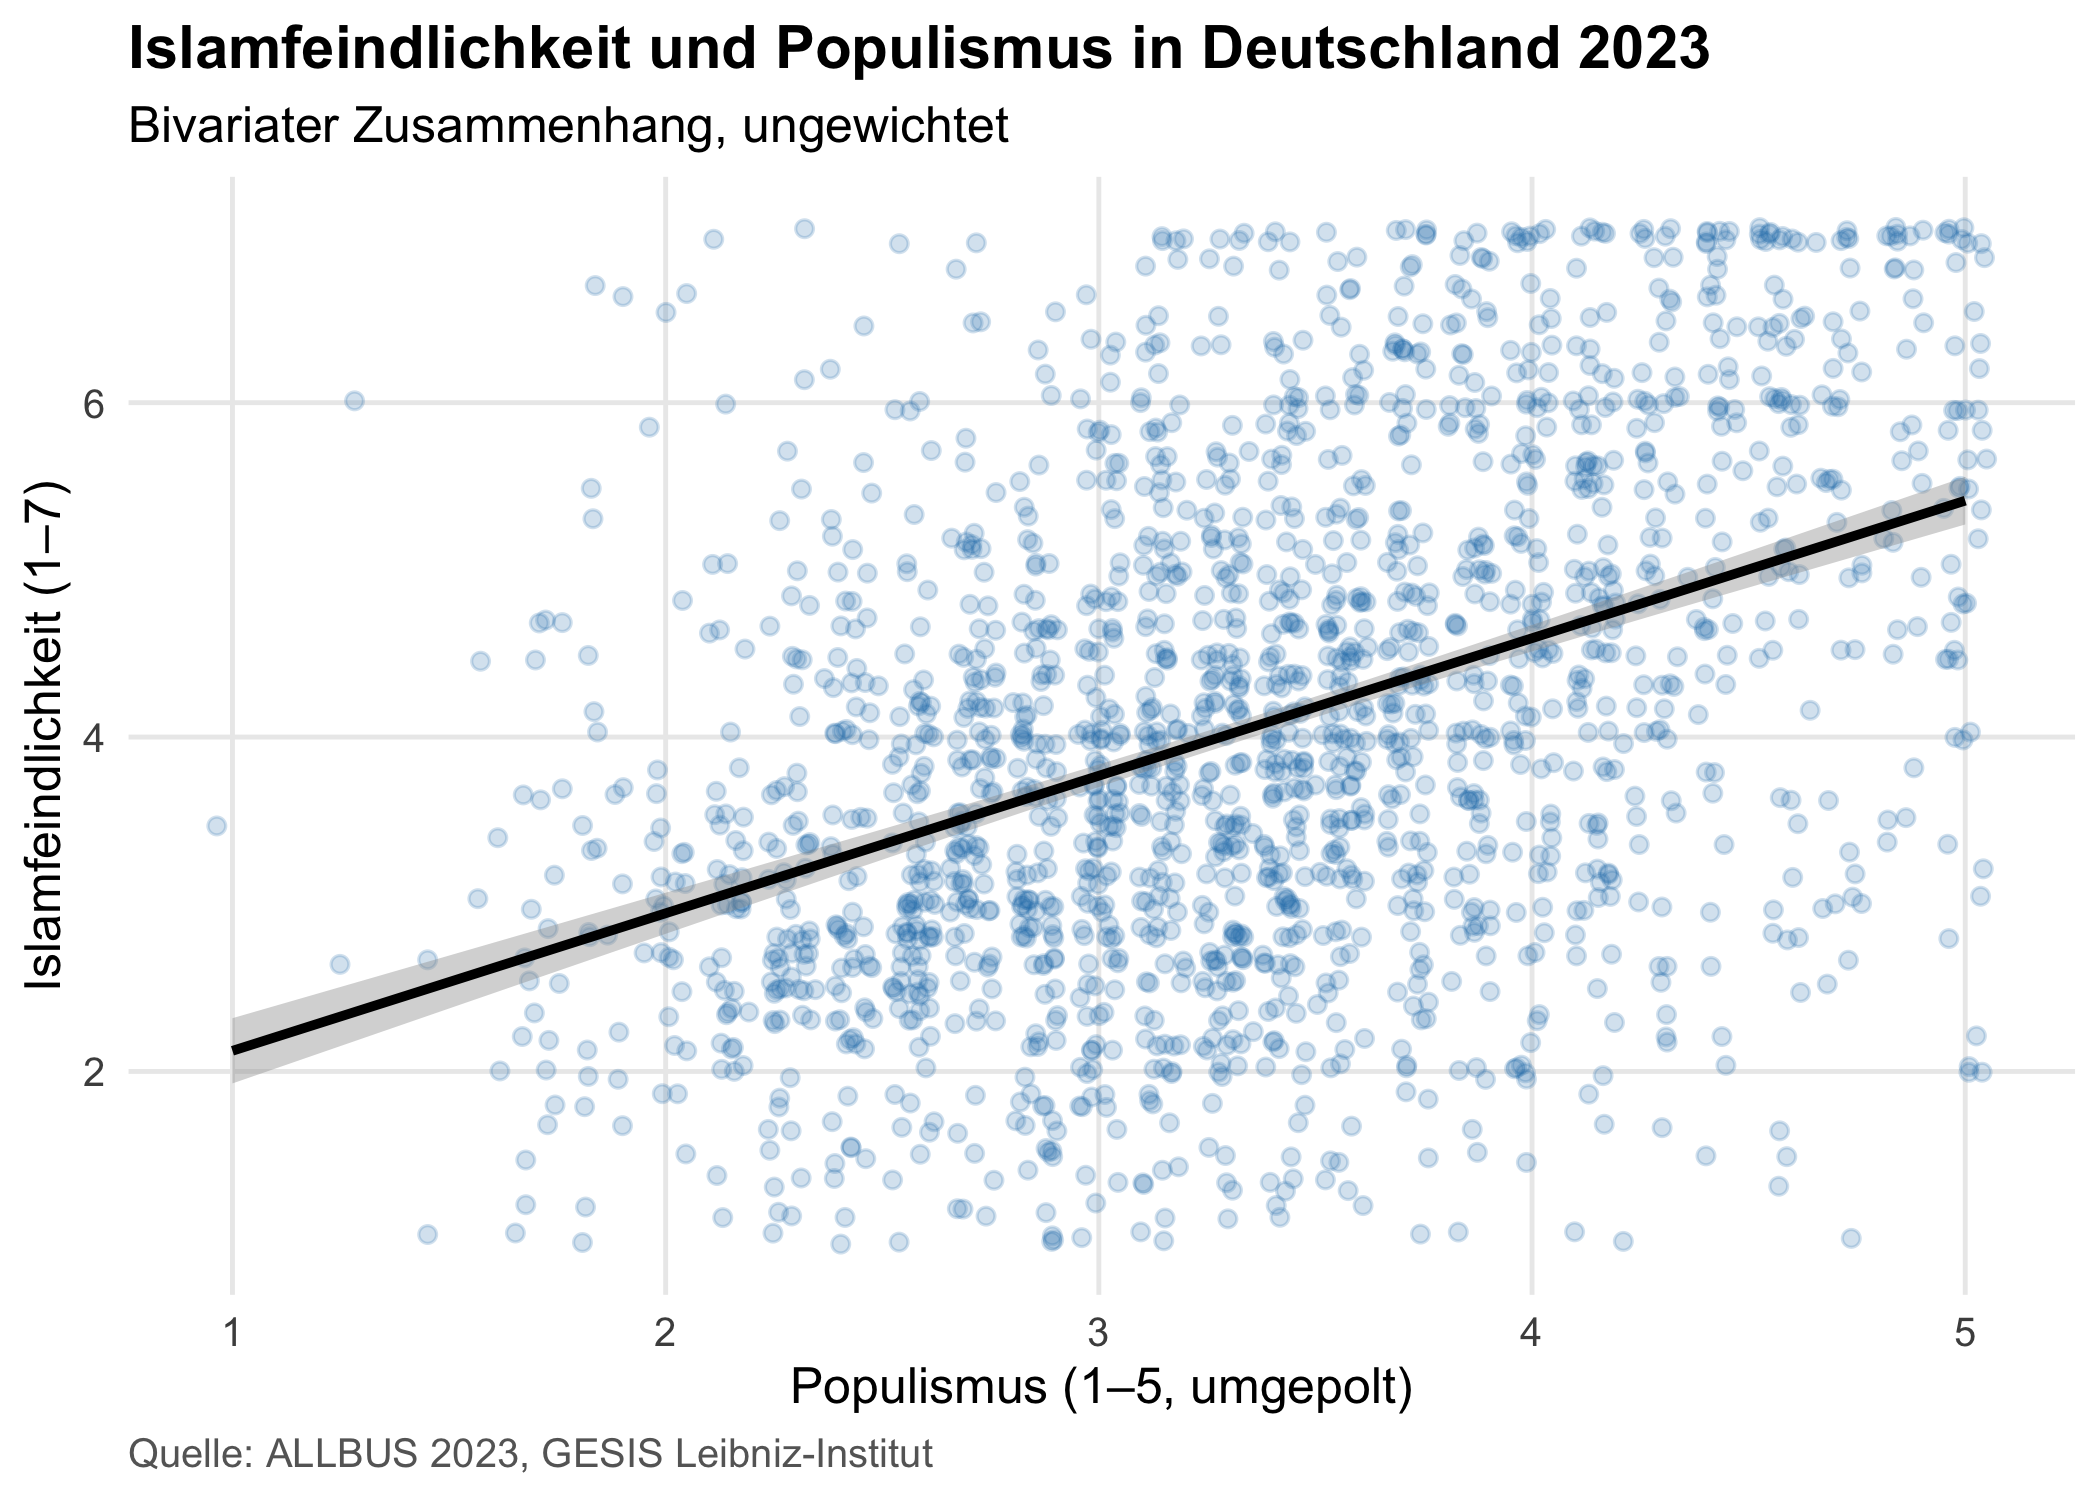 Islamfeindlichkeit und Populismus in Deutschland 2023
Bivariater Zusammenhang, ungewichtet
Islamfeindlichkeit (1–7)
6
4
2
1 2 3 4 5
Populismus (1–5, umgepolt)
Quelle: ALLBUS 2023, GESIS Leibniz-Institut